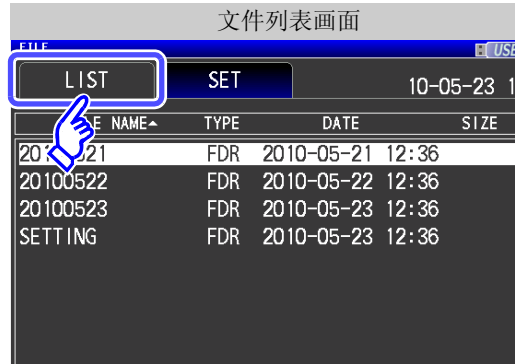 文件列表画面
FILE
USB
LIST SET 10-05-23 1
FILE NAME▲ TYPE DATE SIZE
20100521 FDR 2010-05-21 12:36
20100522 FDR 2010-05-22 12:36
20100523 FDR 2010-05-23 12:36
SETTING FDR 2010-05-23 12:36